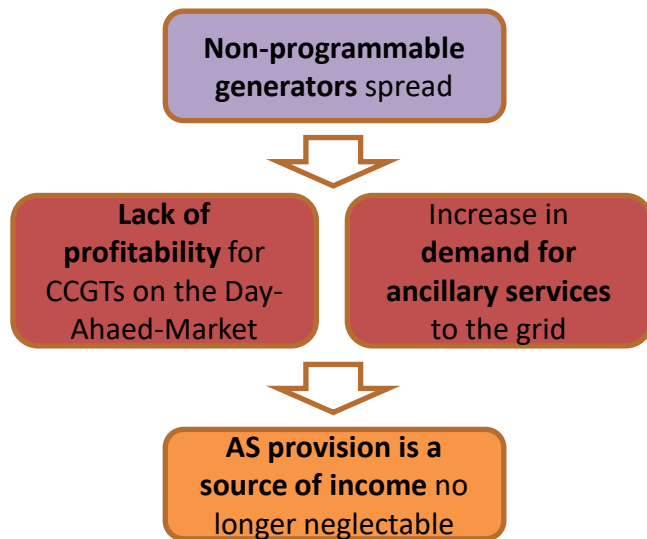 Non-programmable
generators spread
Lack of
profitability for
CCGTs on the Day-
Ahaed-Market
Increase in
demand for
ancillary services
to the grid
AS provision is a
source of income no
longer neglectable